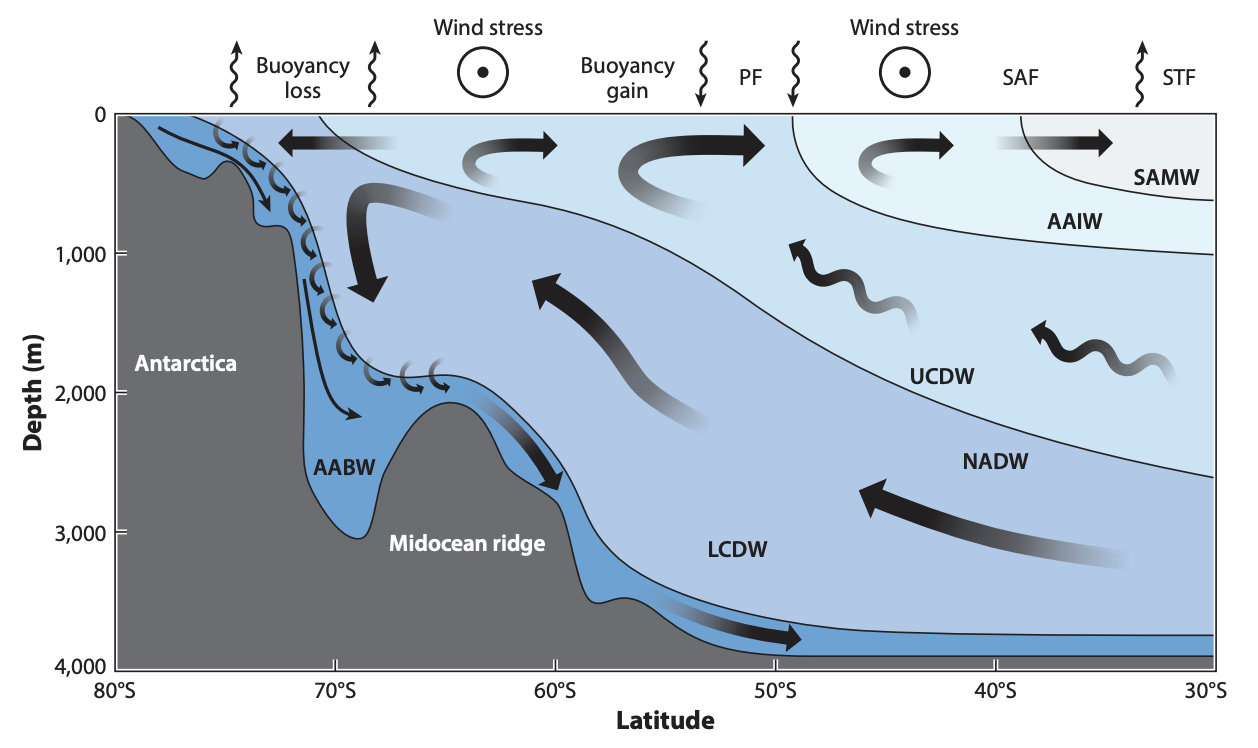 Wind stress
Wind stress
Buoyancy
loss
Buoyancy
gain
PF
SAF
STF
0
1,000
2,000
3,000
4,000
Depth (m)
SAMW
AAIW
Antarctica
UCDW
AABW
NADW
Midocean ridge
LCDW
80°S
70°S
60°S
50°S
40°S
30°S
Latitude